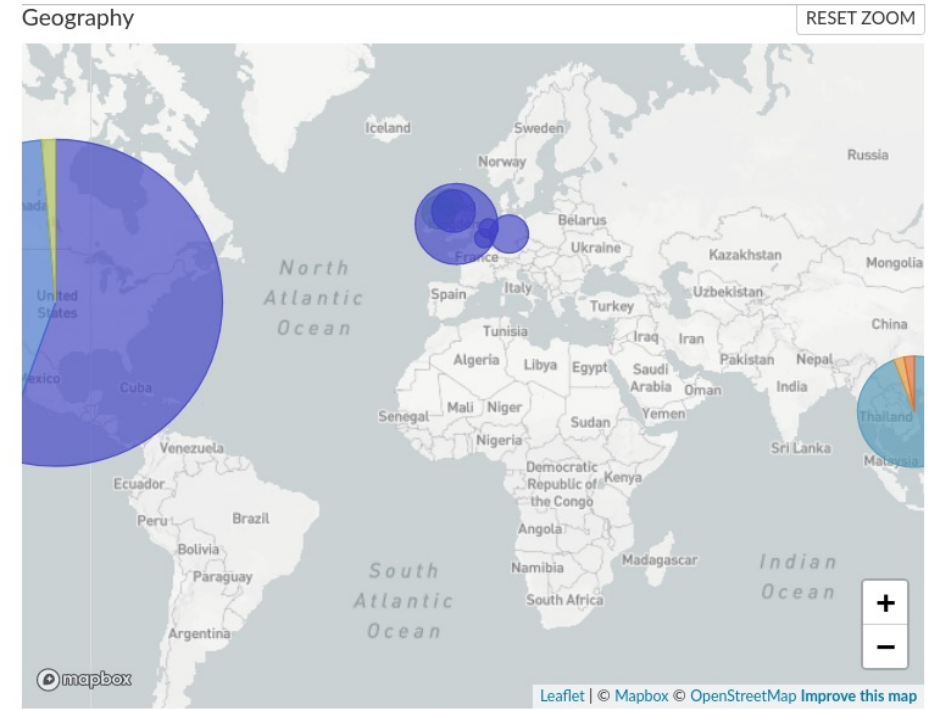 Geography
RESET ZOOM
Iceland
Sweden
Norway
Russia
Belarus
Ukraine
Kazakhstan
Mongolia
France
Uzbekistan
Spain
Italy
Turkey
North
Atlantic
Ocean
United
States
China
Tunisia
Iraq
Iran
Algeria
Libya
Egypt
Saudi
Arabia
Pakistan
Nepal
Oman
India
Mexico
Cuba
Senegal
Mali
Niger
Sudan
Yemen
Thailand
Nigeria
Sri Lanka
Venezuela
Malaysia
Democratic
Republic of
the Congo
Kenya
Ecuador
Peru
Brazil
Angola
Bolivia
Namibia
Madagascar
Indian
Ocean
Paraguay
South
Atlantic
Ocean
South Africa
Argentina
+
−
mapbox
Leaflet | © Mapbox © OpenStreetMap Improve this map